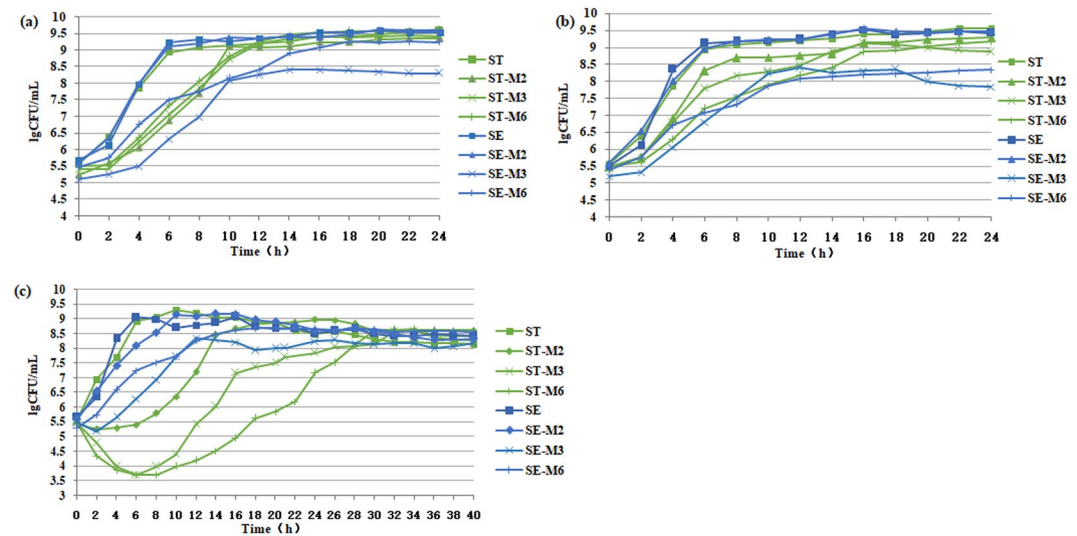 (a)
lgCFU/mL
10
9.5
9
8.5
8
7.5
7
6.5
6
5.5
5
4.5
4
0 2 4 6 8 10 12 14 16 18 20 22 24
Time (h)
ST
ST-M2
ST-M3
ST-M6
SE
SE-M2
SE-M3
SE-M6
(b)
lgCFU/mL
10
9.5
9
8.5
8
7.5
7
6.5
6
5.5
5
4.5
4
0 2 4 6 8 10 12 14 16 18 20 22 24
Time (h)
ST
ST-M2
ST-M3
ST-M6
SE
SE-M2
SE-M3
SE-M6
(c)
lgCFU/mL
10
9.5
9
8.5
8
7.5
7
6.5
6
5.5
5
4.5
4
3.5
3
0 2 4 6 8 10 12 14 16 18 20 22 24 26 28 30 32 34 36 38 40
Time (h)
ST
ST-M2
ST-M3
ST-M6
SE
SE-M2
SE-M3
SE-M6